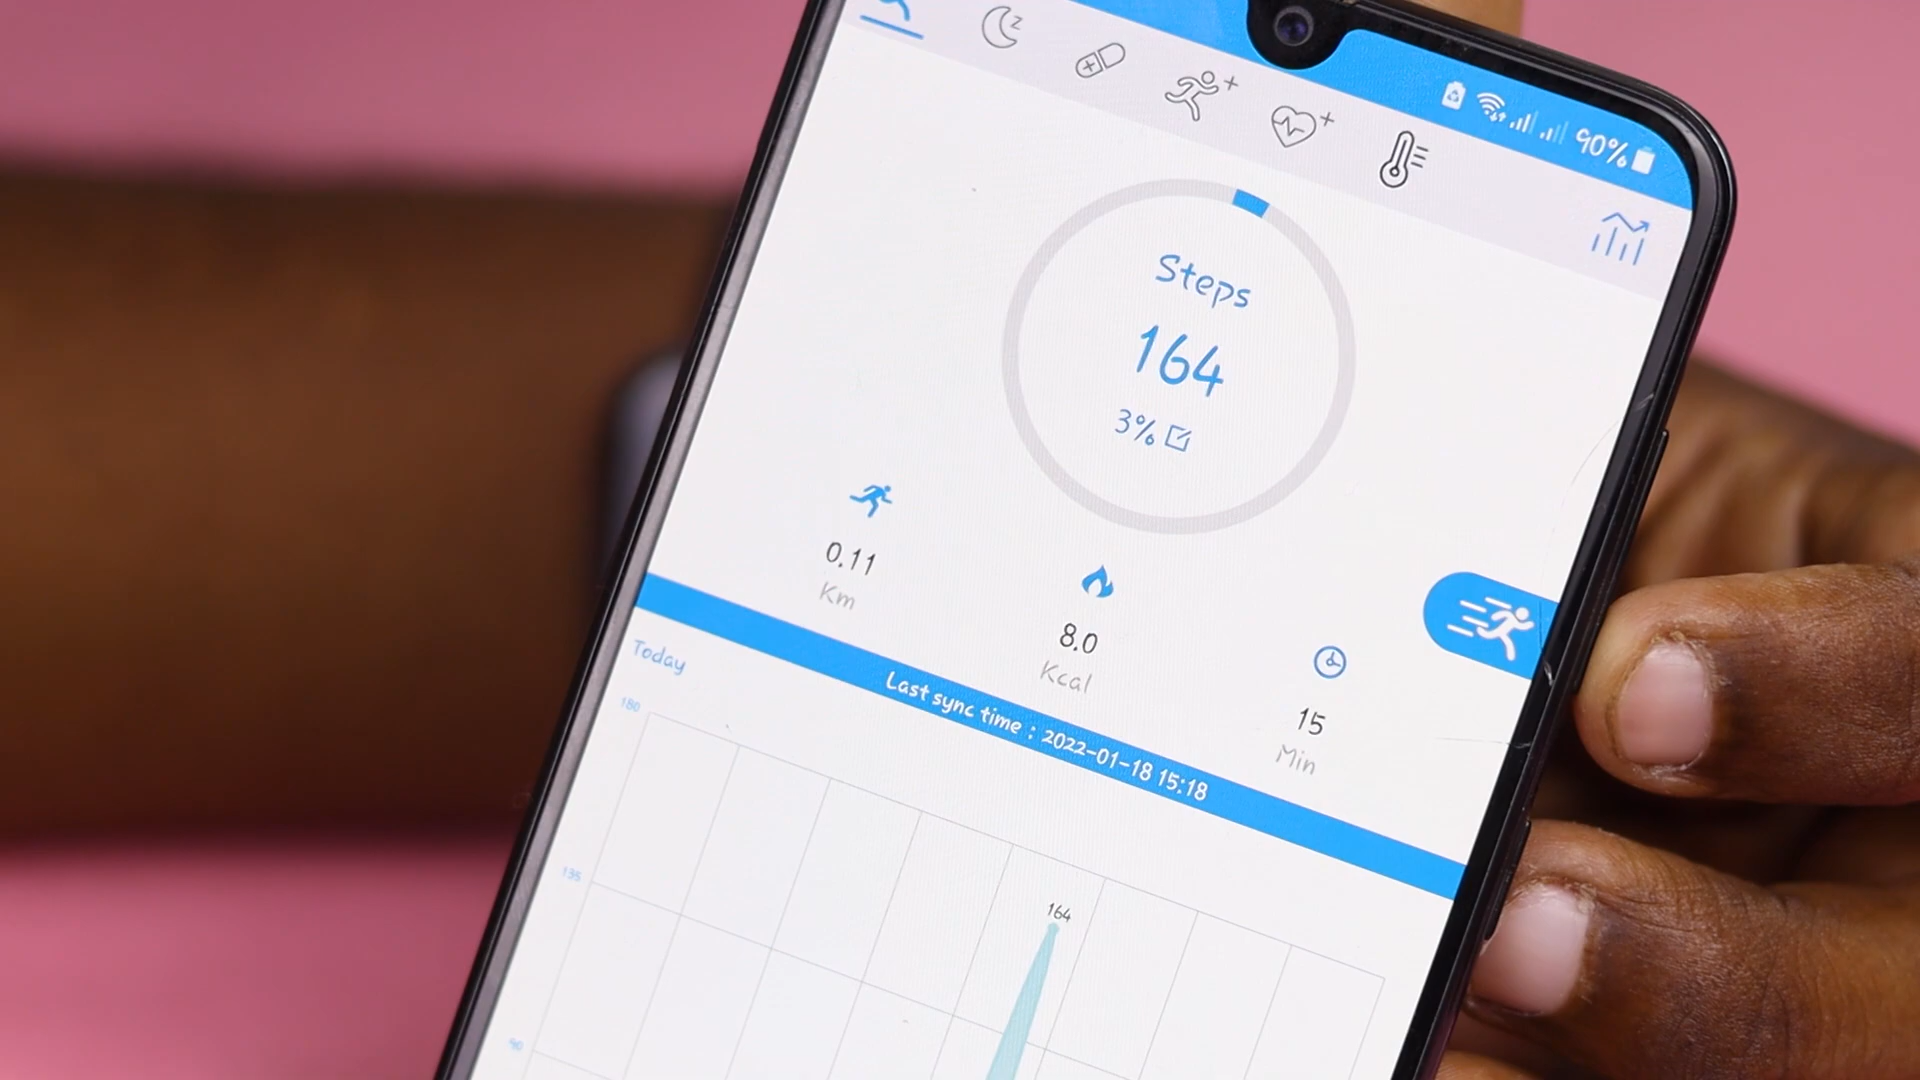 90%
Steps
164
3%
0.11
Km
8.0
Kcal
15
Min
Last sync time : 2022-01-18 15:18
Today
180
164
135
90